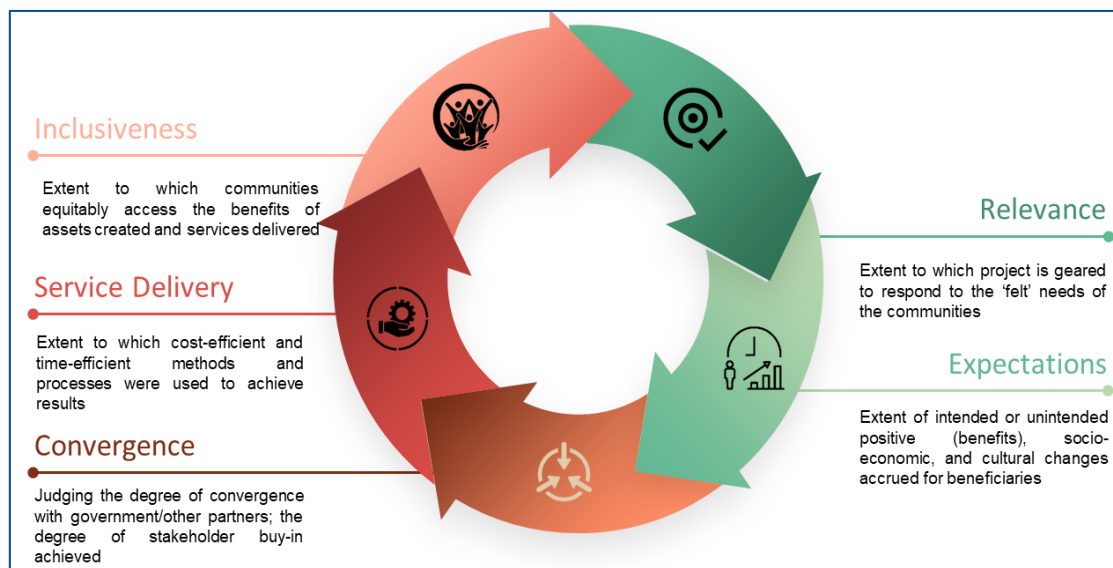 Inclusiveness
Extent to which communities
equitably access the benefits of
assets created and services delivered
Service Delivery
Extent to which cost-efficient and
time-efficient methods and
processes were used to achieve
results
Convergence
Judging the degree of convergence
with government/other partners; the
degree of stakeholder buy-in
achieved
Relevance
Extent to which project is geared
to respond to the ‘felt’ needs of
the communities
Expectations
Extent of intended or unintended
positive (benefits), socio-
economic, and cultural changes
accrued for beneficiaries